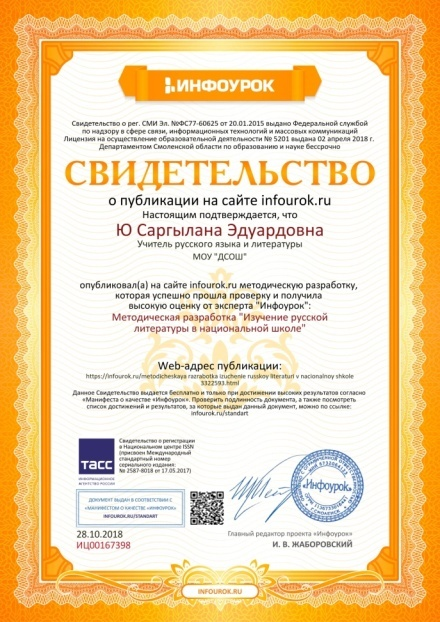 ИНФОУРОК
Свидетельство о рег. СМИ Эл. №ФС77-60625 от 20.01.2015 выдано Федеральной службой
по надзору в сфере связи, информационных технологий и массовых коммуникаций
Лицензия на осуществление образовательной деятельности № 5201 выдана 02 апреля 2018 г.
Департаментом Смоленской области по образованию и науке бессрочно
СВИДЕТЕЛЬСТВО
о публикации на сайте infourok.ru
Настоящим подтверждается, что
Ю Саргылана Эдуардовна
Учитель русского языка и литературы
МОУ "ДСОШ"
опубликовал(а) на сайте infourok.ru методическую разработку,
которая успешно прошла проверку и получила
высокую оценку от эксперта "Инфоурок":
Методическая разработка "Изучение русской
литературы в национальной школе"
Web-адрес публикации:
https://infourok.ru/metodicheskaya razrabotka izuchenie russkoy literaturi v nacionalnoy shkole
3322593.html
Данное Свидетельство выдается бесплатно и только при достижении высоких результатов согласно
«Манифеста о качестве «Инфоурок». Проверить подлинность документа, а также посмотреть
список достижений и результатов, за которые выдан данный документ, можно по ссылке:
infourok.ru/standart
ТАСС
ИНФОРМАЦИОННОЕ
АГЕНТСТВО РОССИИ
Свидетельство о регистрации
в Национальном центре ISSN
(присвоен Международный
стандартный номер
сериального издания:
№ 2587-8018 от 17.05.2017)
ДОКУМЕНТ ВЫДАН В СООТВЕТСТВИИ С
«МАНИФЕСТОМ О КАЧЕСТВЕ «ИНФОУРОК»
INFOUROK.RU/STANDART
«Инфоурок»
28.10.2018
ИЦ00167398
Главный редактор проекта «Инфоурок»
И. В. ЖАБОРОВСКИЙ
INFOUROK.RU